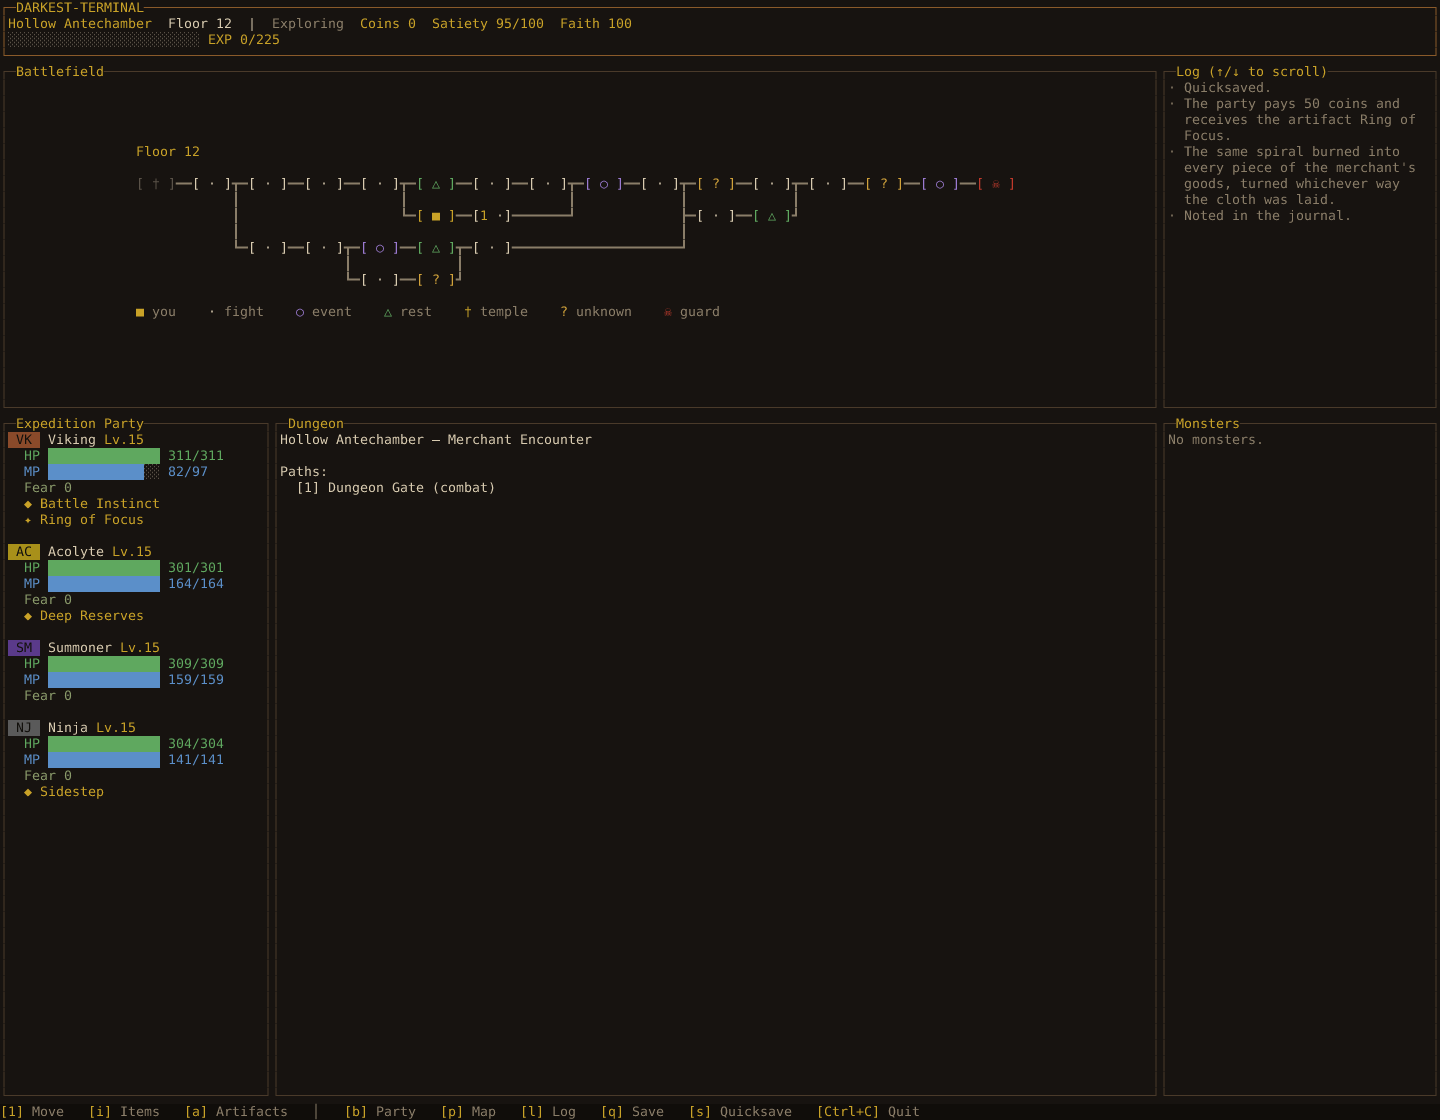 DARKEST-TERMINAL
Hollow Antechamber  Floor 12  |  Exploring  Coins 0  Satiety 95/100  Faith 100
EXP 0/225
Battlefield
Floor 12
[ † ]──[ · ]┬─[ · ]──[ · ]──[ · ]┬─[ △ ]──[ · ]──[ · ]┬─[ ○ ]──[ · ]┬─[ ? ]──[ · ]┬─[ · ]──[ ? ]──[ ○ ]──[ ☠ ]
└─[ ■ ]──[1 ·]───────┘ ├─[ · ]──[ △ ]┘
└─[ · ]──[ · ]┬─[ ○ ]──[ △ ]┬─[ · ]─────────────────────┘
└─[ · ]──[ ? ]┘
■ you    · fight    ○ event    △ rest    † temple    ? unknown    ☠ guard
Log (↑/↓ to scroll)
· Quicksaved.
· The party pays 50 coins and
receives the artifact Ring of
Focus.
· The same spiral burned into
every piece of the merchant's
goods, turned whichever way
the cloth was laid.
· Noted in the journal.
Expedition Party
VK Viking Lv.15
HP 311/311
MP 82/97
Fear 0
◆ Battle Instinct
✦ Ring of Focus
AC Acolyte Lv.15
HP 301/301
MP 164/164
Fear 0
◆ Deep Reserves
SM Summoner Lv.15
HP 309/309
MP 159/159
Fear 0
NJ Ninja Lv.15
HP 304/304
MP 141/141
Fear 0
◆ Sidestep
Dungeon
Hollow Antechamber — Merchant Encounter
Paths:
[1] Dungeon Gate (combat)
Monsters
No monsters.
[1] Move   [i] Items   [a] Artifacts   |   [b] Party   [p] Map   [l] Log   [q] Save   [s] Quicksave   [Ctrl+C] Quit